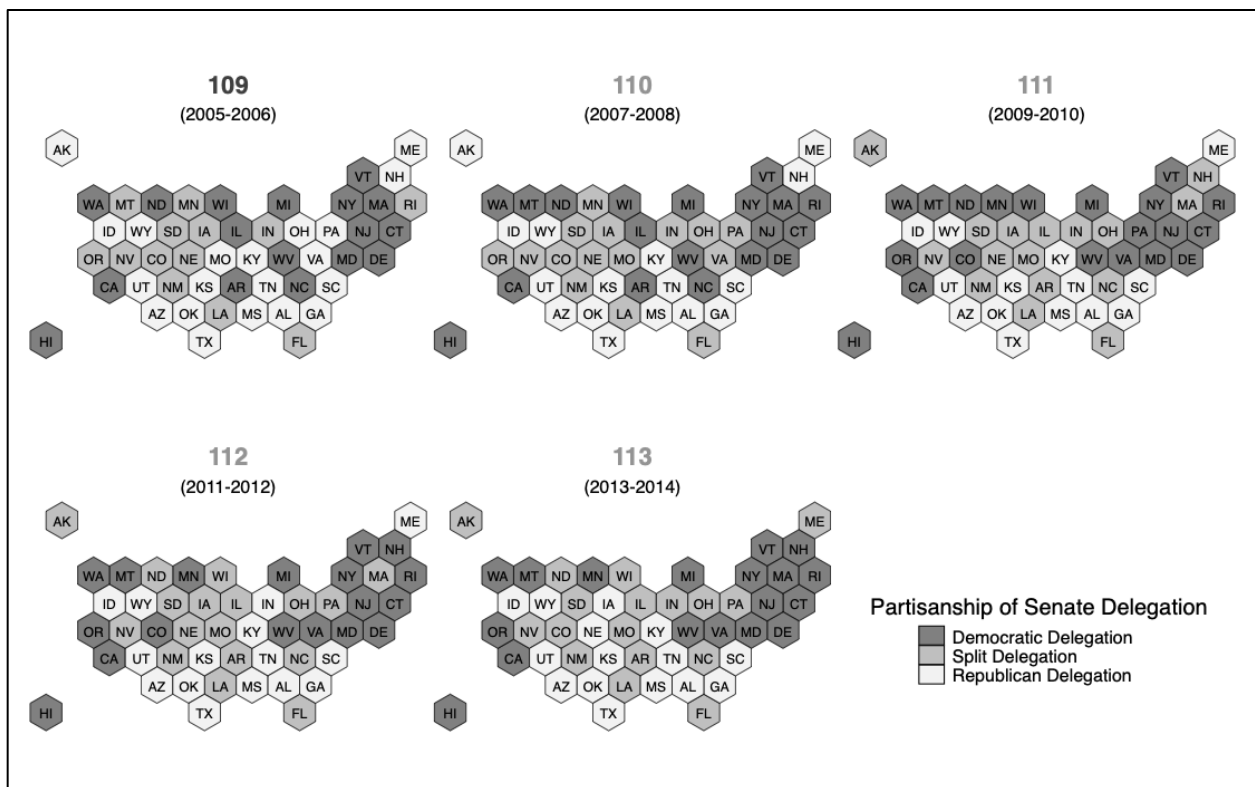 109
(2005-2006)
AK
ME
VT NH
WA MT ND MN WI MI NY MA RI
ID WY SD IA IL IN OH PA NJ CT
OR NV CO NE MO KY WV VA MD DE
CA UT NM KS AR TN NC SC
AZ OK LA MS AL GA
HI TX FL
110
(2007-2008)
AK
ME
VT NH
WA MT ND MN WI MI NY MA RI
ID WY SD IA IL IN OH PA NJ CT
OR NV CO NE MO KY WV VA MD DE
CA UT NM KS AR TN NC SC
AZ OK LA MS AL GA
HI TX FL
111
(2009-2010)
AK
ME
VT NH
WA MT ND MN WI MI NY MA RI
ID WY SD IA IL IN OH PA NJ CT
OR NV CO NE MO KY WV VA MD DE
CA UT NM KS AR TN NC SC
AZ OK LA MS AL GA
HI TX FL
112
(2011-2012)
AK
ME
VT NH
WA MT ND MN WI MI NY MA RI
ID WY SD IA IL IN OH PA NJ CT
OR NV CO NE MO KY WV VA MD DE
CA UT NM KS AR TN NC SC
AZ OK LA MS AL GA
HI TX FL
113
(2013-2014)
AK
ME
VT NH
WA MT ND MN WI MI NY MA RI
ID WY SD IA IL IN OH PA NJ CT
OR NV CO NE MO KY WV VA MD DE
CA UT NM KS AR TN NC SC
AZ OK LA MS AL GA
HI TX FL
Partisanship of Senate Delegation
Democratic Delegation
Split Delegation
Republican Delegation